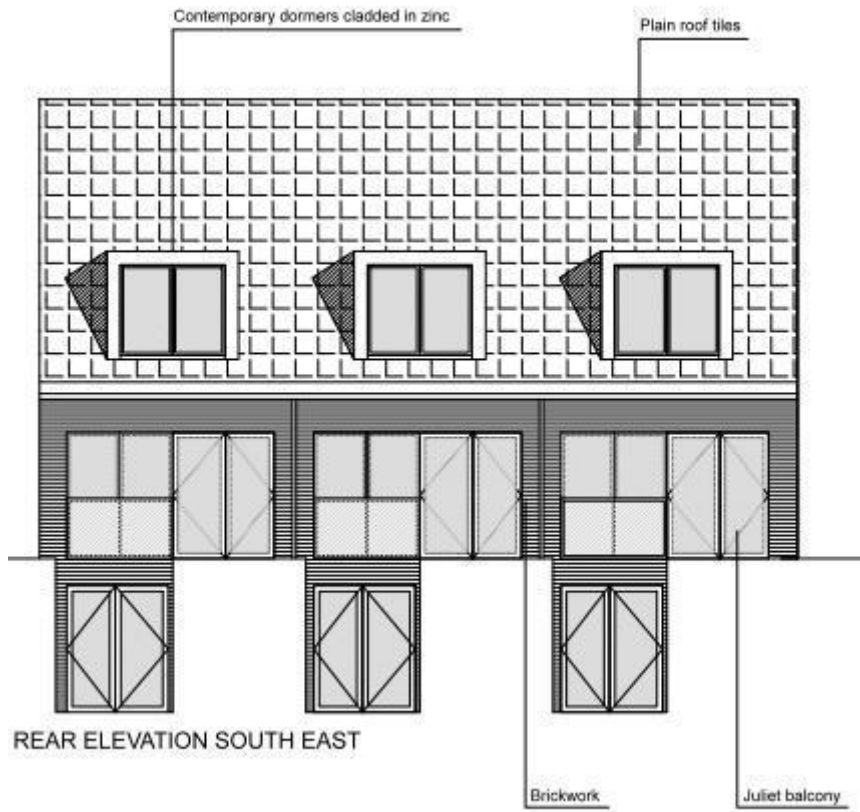 Contemporary dormers cladded in zinc
Plain roof tiles
REAR ELEVATION SOUTH EAST
Brickwork
Juliet balcony